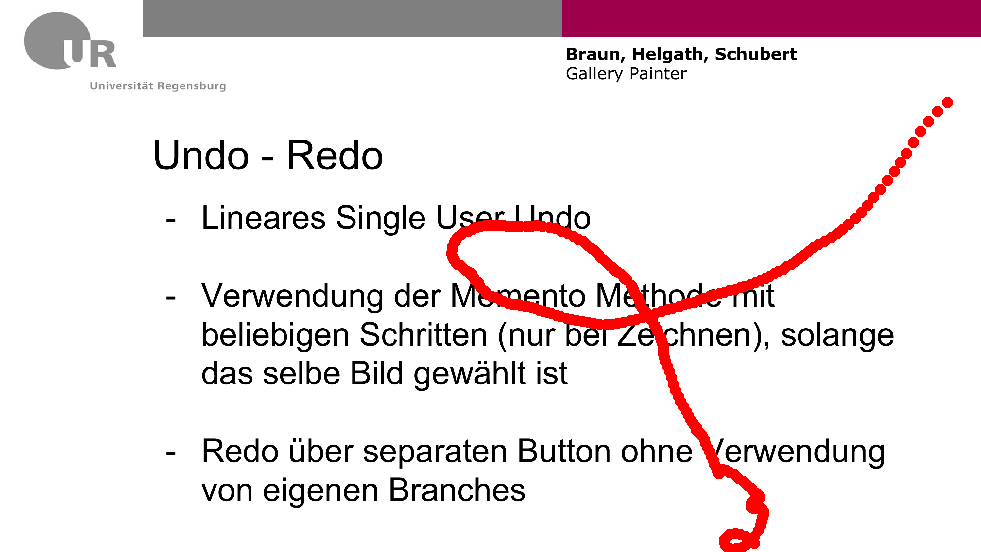 UR
Universität Regensburg
Braun, Helgath, Schubert
Gallery Painter
Undo - Redo
- Lineares Single User Undo
- Verwendung der Momento Methode mit
beliebigen Schritten (nur bei Zeichnen), solange
das selbe Bild gewählt ist
- Redo über separaten Button ohne Verwendung
von eigenen Branches